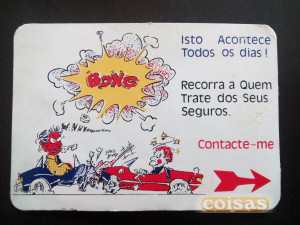 Isto Acontece
Todos os dias!
BONG
Recorra a Quem
Trate dos Seus
Seguros.
Contacte-me
coisas